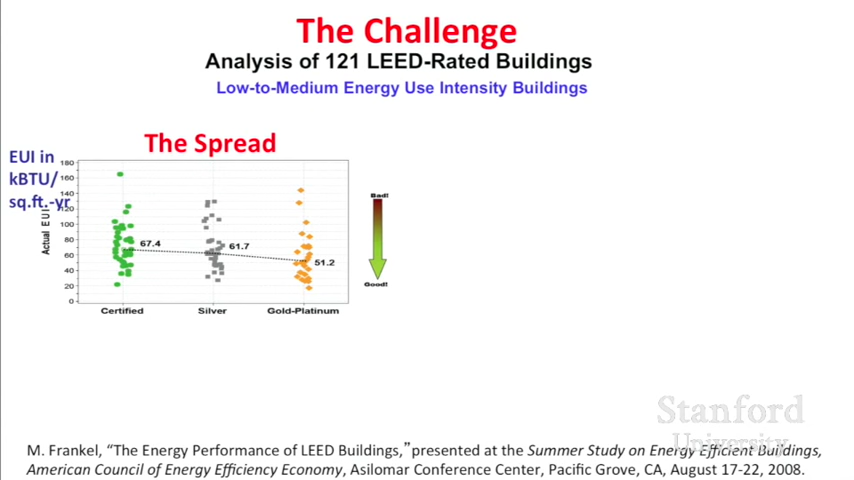 The Challenge
Analysis of 121 LEED-Rated Buildings
Low-to-Medium Energy Use Intensity Buildings
The Spread
EUI in
kBTU/
sq.ft.-yr
180
160
140
120
100
80
60
40
20
0
Actual EUI
67.4
61.7
51.2
Certified
Silver
Gold-Platinum
Bad!
Good!
Stanford
University
M. Frankel, “The Energy Performance of LEED Buildings,” presented at the Summer Study on Energy Efficient Buildings,
American Council of Energy Efficiency Economy, Asilomar Conference Center, Pacific Grove, CA, August 17-22, 2008.